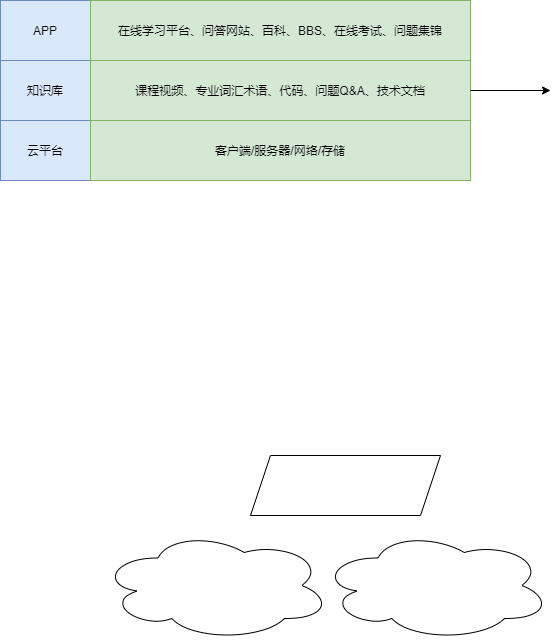 APP
在线学习平台、问答网站、百科、BBS、在线考试、问题集锦
知识库
课程视频、专业词汇术语、代码、问题Q&A、技术文档
云平台
客户端/服务器/网络/存储